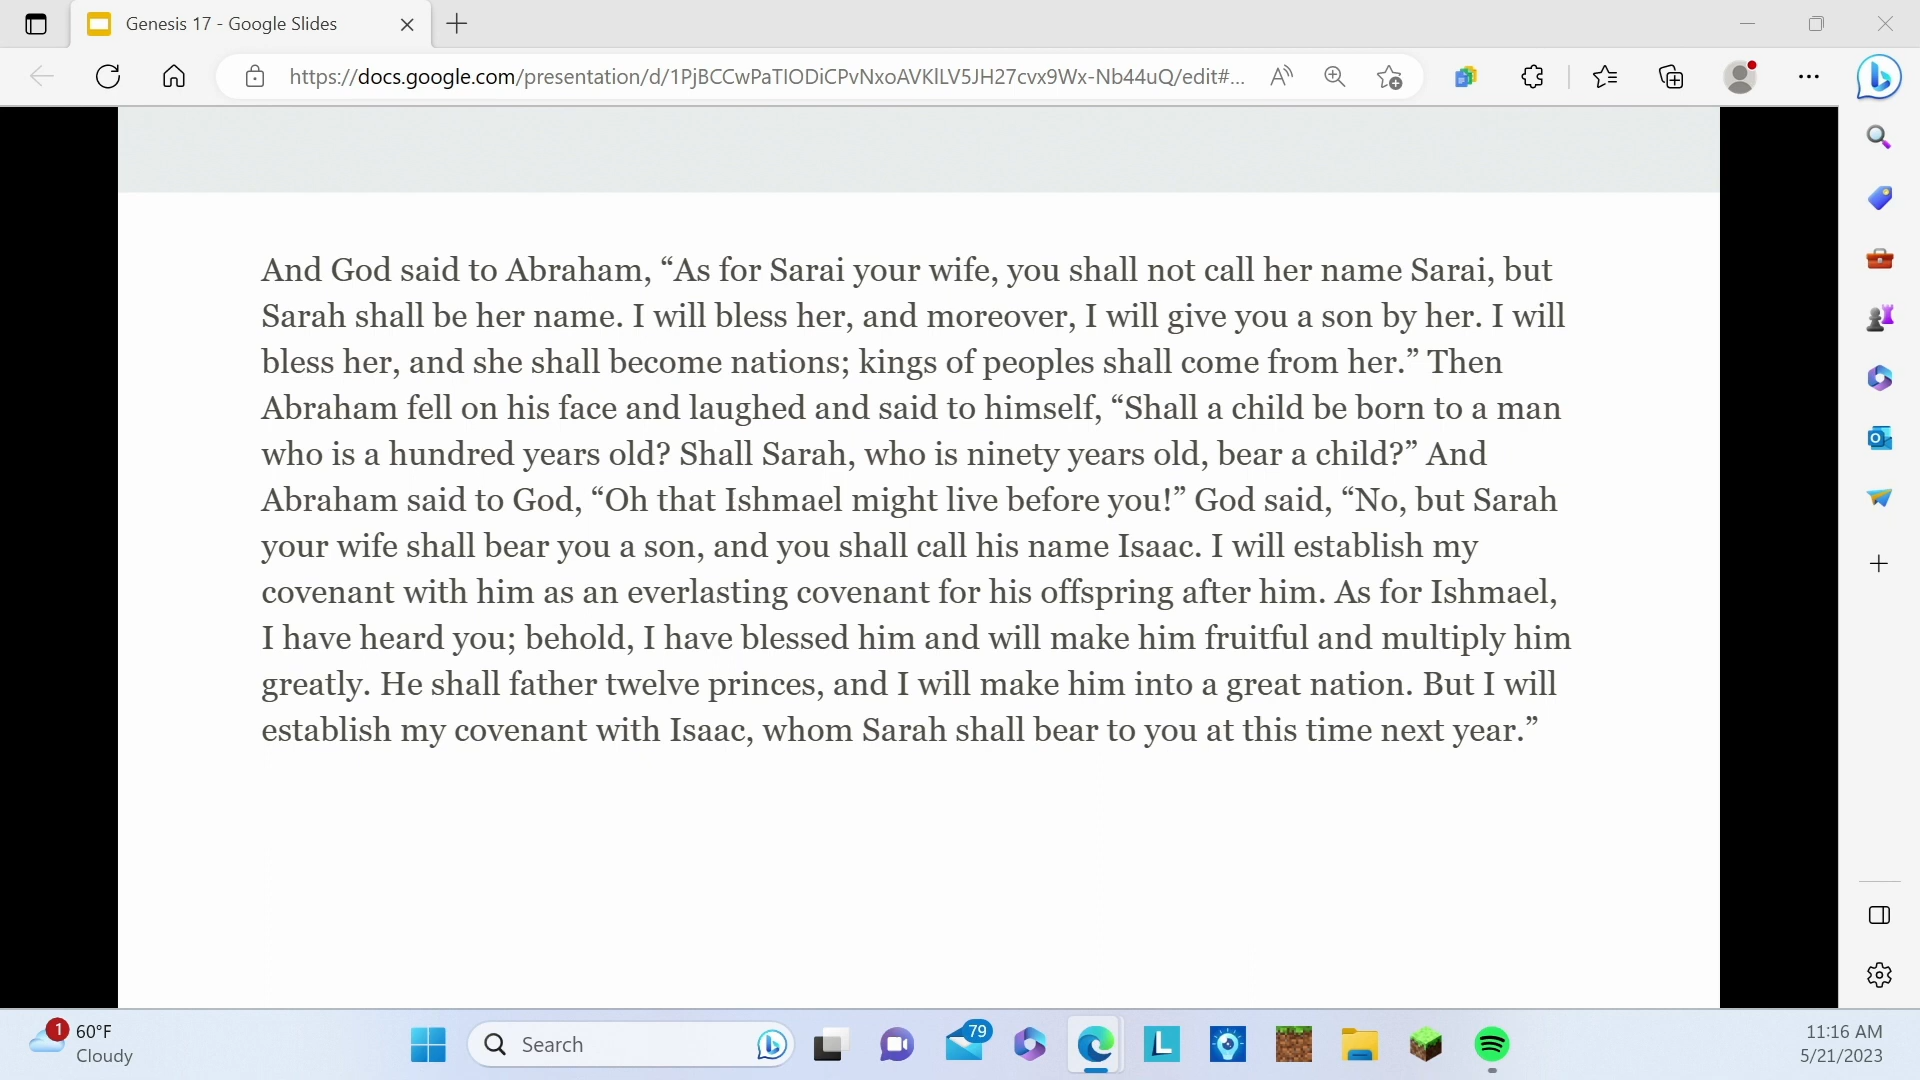 Genesis 17 - Google Slides
https://docs.google.com/presentation/d/1PjBCCwPaTIODiCPvNxoAVKlLV5JH27cvx9Wx-Nb44uQ/edit#...
And God said to Abraham, “As for Sarai your wife, you shall not call her name Sarai, but
Sarah shall be her name. I will bless her, and moreover, I will give you a son by her. I will
bless her, and she shall become nations; kings of peoples shall come from her.” Then
Abraham fell on his face and laughed and said to himself, “Shall a child be born to a man
who is a hundred years old? Shall Sarah, who is ninety years old, bear a child?” And
Abraham said to God, “Oh that Ishmael might live before you!” God said, “No, but Sarah
your wife shall bear you a son, and you shall call his name Isaac. I will establish my
covenant with him as an everlasting covenant for his offspring after him. As for Ishmael,
I have heard you; behold, I have blessed him and will make him fruitful and multiply him
greatly. He shall father twelve princes, and I will make him into a great nation. But I will
establish my covenant with Isaac, whom Sarah shall bear to you at this time next year.”
1
60°F
Cloudy
Search
79
L
11:16 AM
5/21/2023